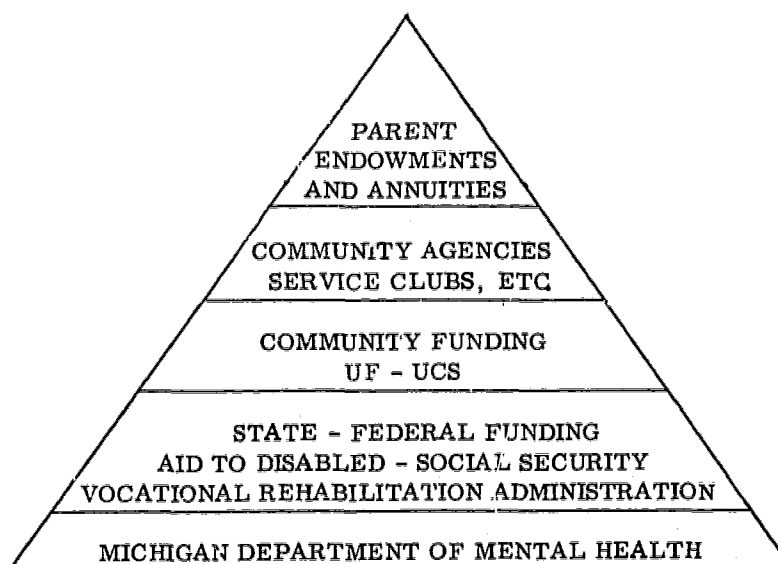 PARENT
ENDOWMENTS
AND ANNUITIES
COMMUNITY AGENCIES
SERVICE CLUBS, ETC
COMMUNITY FUNDING
UF - UCS
STATE - FEDERAL FUNDING
AID TO DISABLED - SOCIAL SECURITY
VOCATIONAL REHABILITATION ADMINISTRATION
MICHIGAN DEPARTMENT OF MENTAL HEALTH